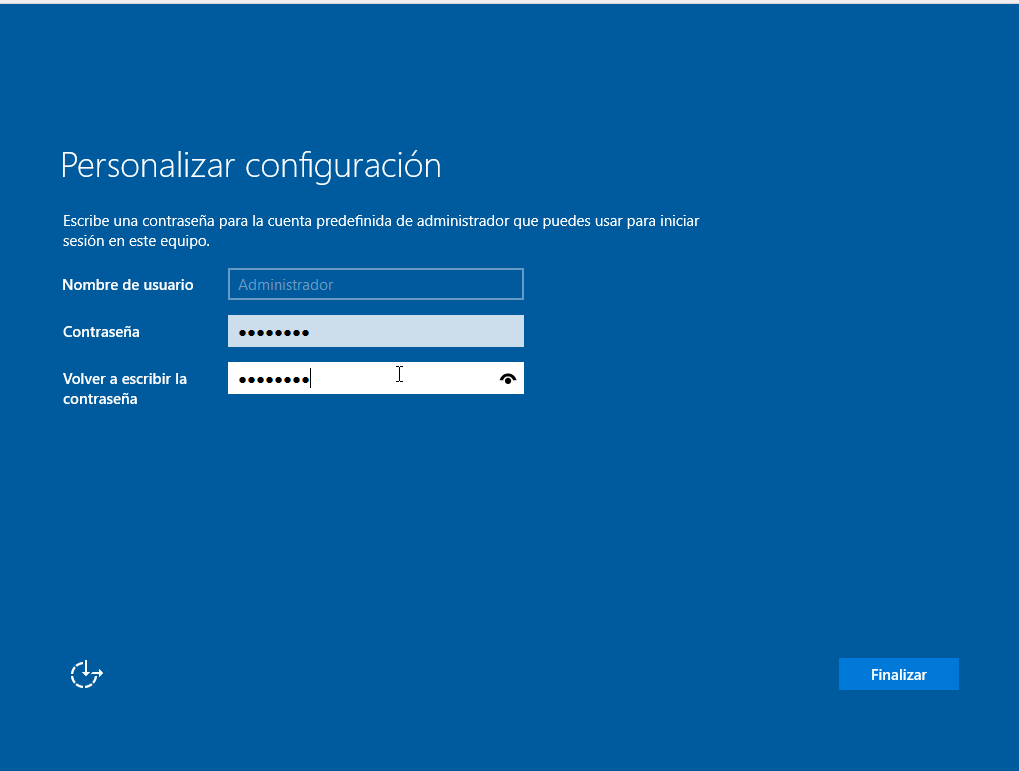 Personalizar configuración
Escribe una contraseña para la cuenta predefinida de administrador que puedes usar para iniciar
sesión en este equipo.
Nombre de usuario
Administrador
Contraseña
••••••••
Volver a escribir la
contraseña
••••••••
Finalizar